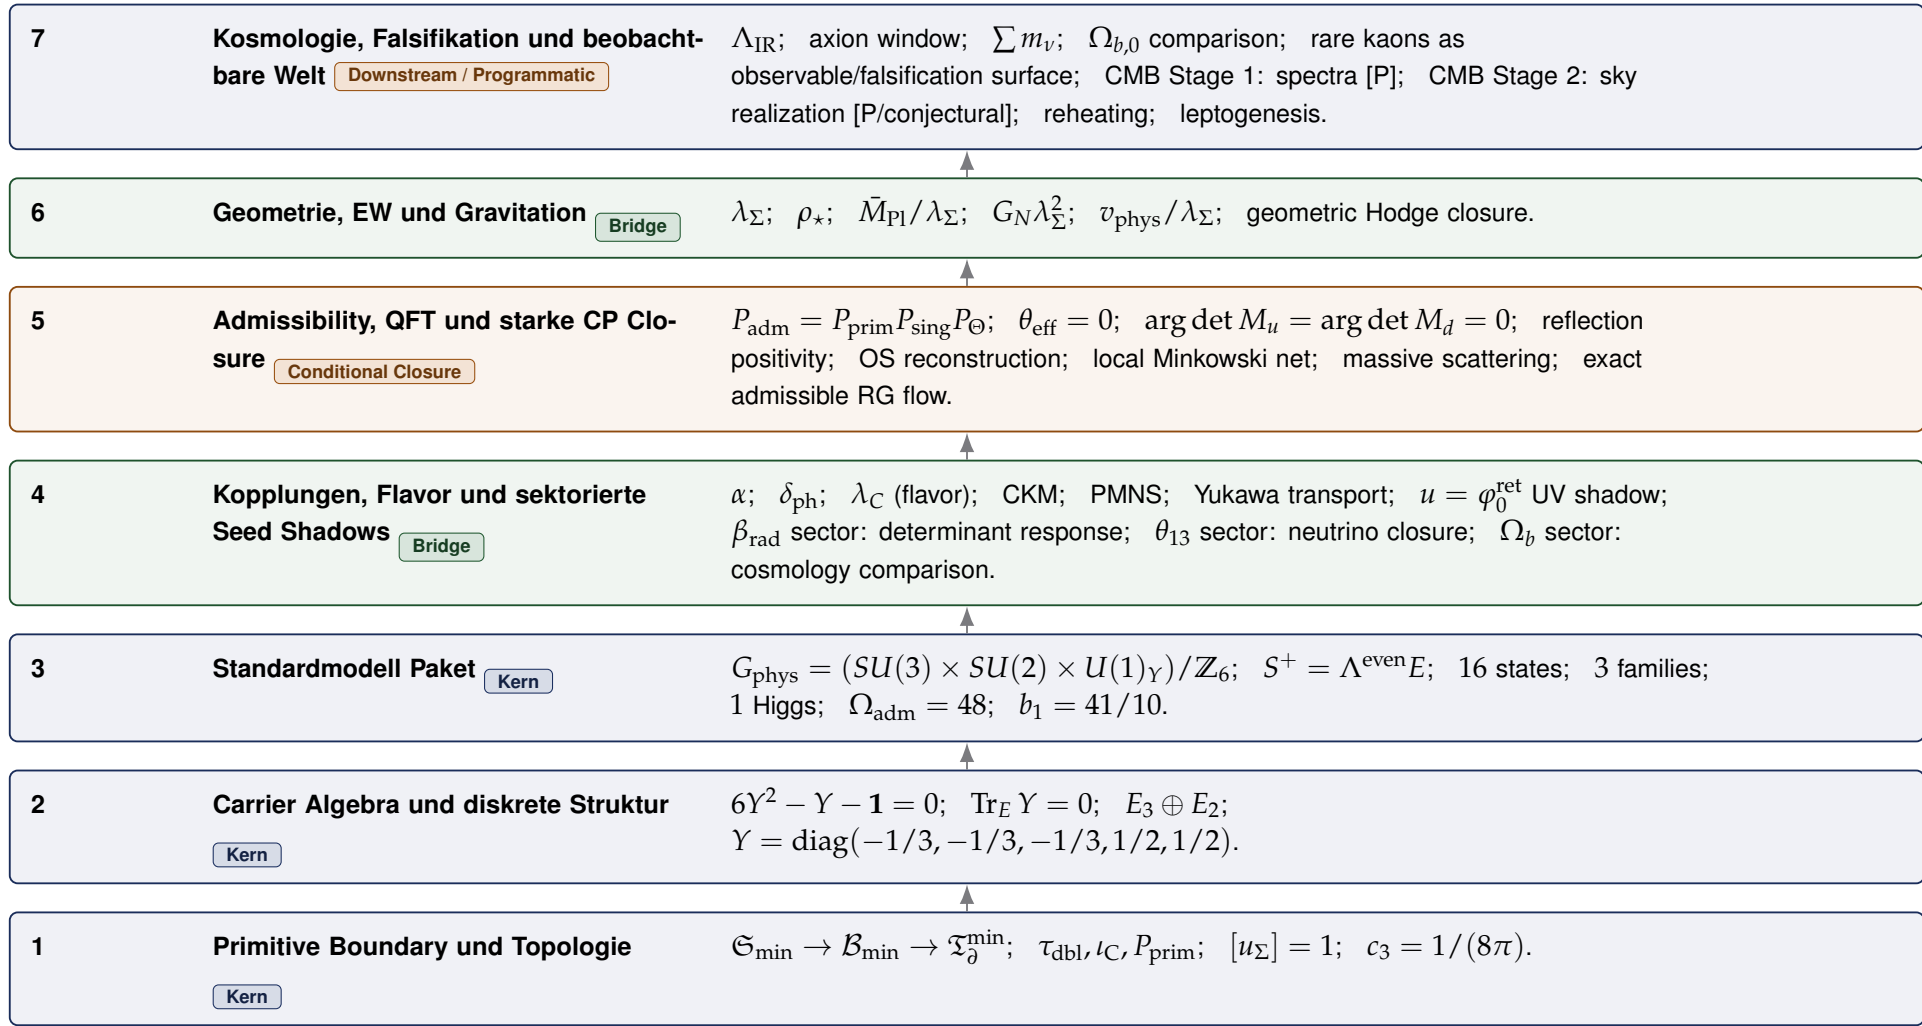 7
Kosmologie, Falsifikation und beobacht-
bare Welt Downstream / Programmatic
Λ_IR; axion window; ∑ m_ν; Ω_{b,0} comparison; rare kaons as
observable/falsification surface; CMB Stage 1: spectra [P]; CMB Stage 2: sky
realization [P/conjectural]; reheating; leptogenesis.
6
Geometrie, EW und Gravitation Bridge
λ_Σ; ρ_⋆; M̄_Pl/λ_Σ; G_N λ_Σ^2; v_phys/λ_Σ; geometric Hodge closure.
5
Admissibility, QFT und starke CP Clo-
sure Conditional Closure
P_adm = P_prim P_sing P_Θ; θ_eff = 0; arg det M_u = arg det M_d = 0; reflection
positivity; OS reconstruction; local Minkowski net; massive scattering; exact
admissible RG flow.
4
Kopplungen, Flavor und sektorierte
Seed Shadows Bridge
α; δ_ph; λ_C (flavor); CKM; PMNS; Yukawa transport; u = φ_0^ret UV shadow;
β_rad sector: determinant response; θ_13 sector: neutrino closure; Ω_b sector:
cosmology comparison.
3
Standardmodell Paket Kern
G_phys = (SU(3) × SU(2) × U(1)_Y)/ℤ_6; S^+ = Λ^even E; 16 states; 3 families;
1 Higgs; Ω_adm = 48; b_1 = 41/10.
2
Carrier Algebra und diskrete Struktur
Kern
6Y^2 − Y − 1 = 0; Tr_E Y = 0; E_3 ⊕ E_2;
Y = diag(−1/3, −1/3, −1/3, 1/2, 1/2).
1
Primitive Boundary und Topologie
Kern
𝔖_min → ℬ_min → 𝔗_∂^min; τ_dbl, ι_C, P_prim; [u_Σ] = 1; c_3 = 1/(8π).